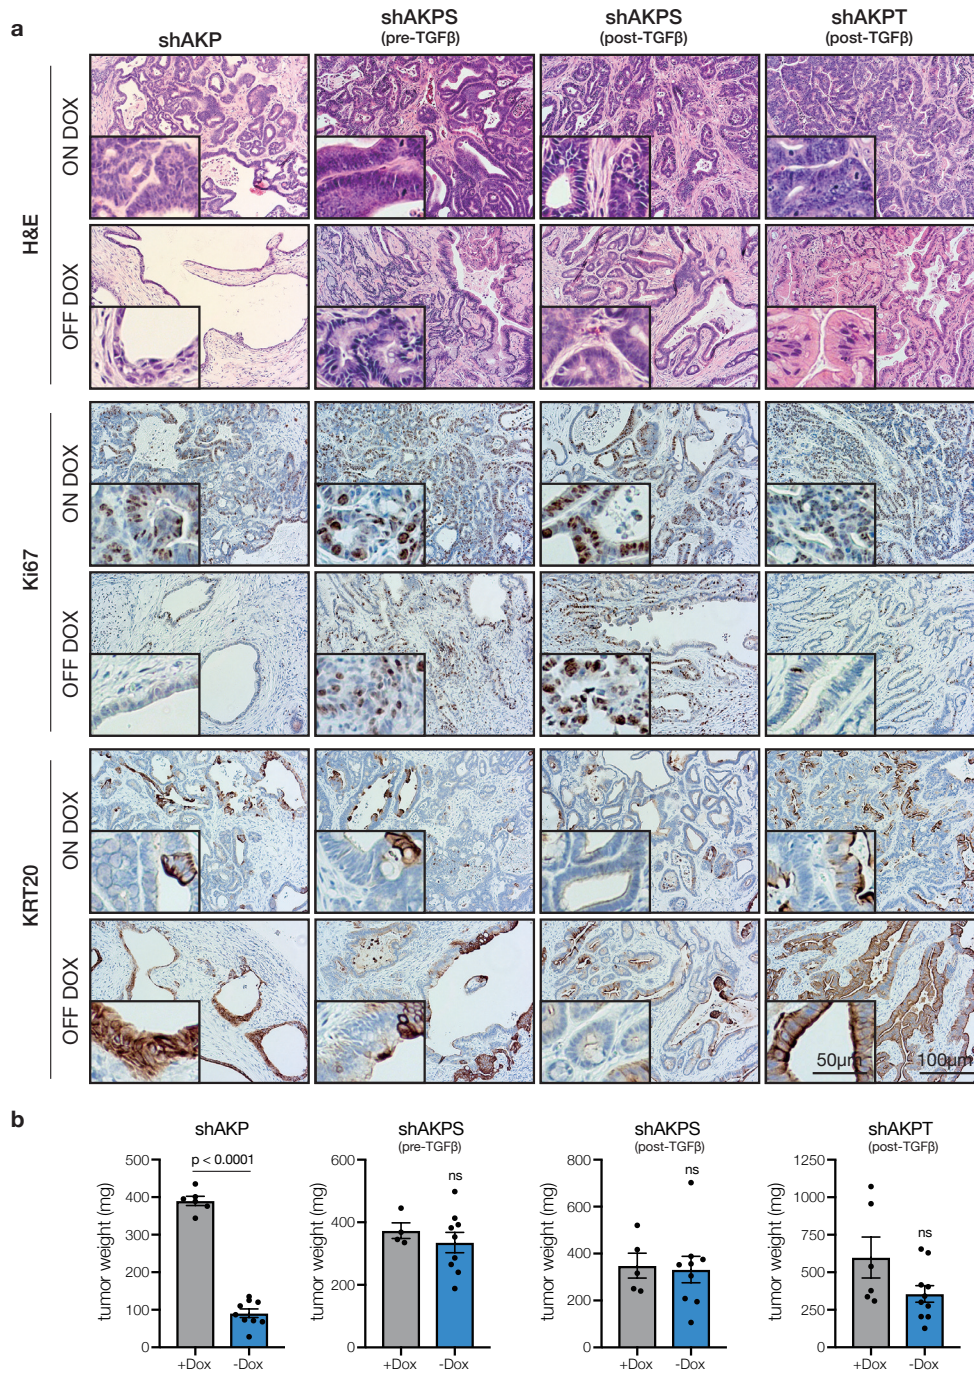 a
shAKP
shAKPS
(pre-TGFβ)
shAKPS
(post-TGFβ)
shAKPT
(post-TGFβ)
H&E
ON DOX
OFF DOX
Ki67
ON DOX
OFF DOX
KRT20
ON DOX
OFF DOX
50μm
100μm
b
shAKP
p < 0.0001
tumor weight (mg)
500
400
300
200
100
0
+Dox
-Dox
shAKPS
(pre-TGFβ)
ns
tumor weight (mg)
600
400
200
0
+Dox
-Dox
shAKPS
(post-TGFβ)
ns
tumor weight (mg)
800
600
400
200
0
+Dox
-Dox
shAKPT
(post-TGFβ)
ns
tumor weight (mg)
1250
1000
750
500
250
0
+Dox
-Dox